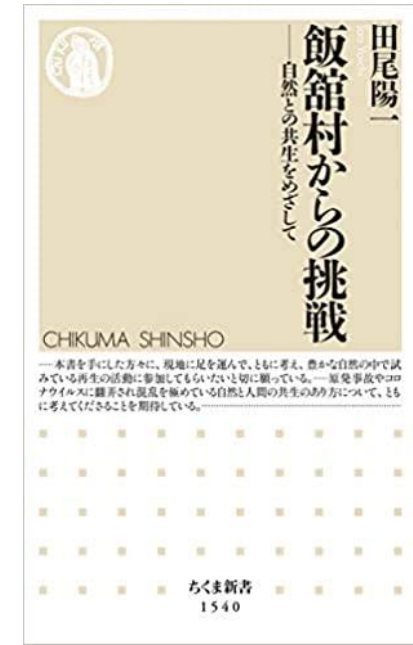 田尾陽一
飯舘村からの挑戦
──自然との共生をめざして
CHIKUMA SHINSHO
──本書を手にした方々に、現地に足を運んで、ともに考え、豊かな自然の中で試
みている再生の活動に参加してもらいたいと切に願っている。──原発事故やコロ
ナウイルスに翻弄され混乱を極めている自然と人間の共生のあり方について、とも
に考えてくださることを期待している。
ちくま新書
1540